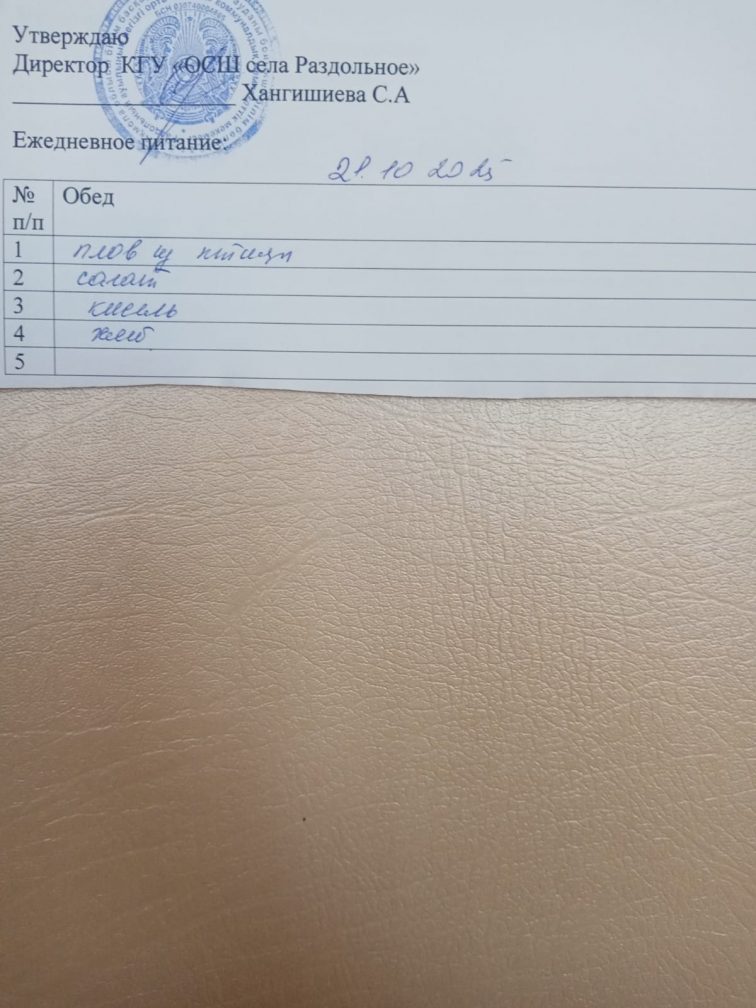 Утверждаю
Директор КГУ «ОСШ села Раздольное»
Хангишиева С.А
Ежедневное питание:
21.10 2025
№ п/п Обед
1 плов из птицы
2 салат
3 кисель
4 хлеб
5